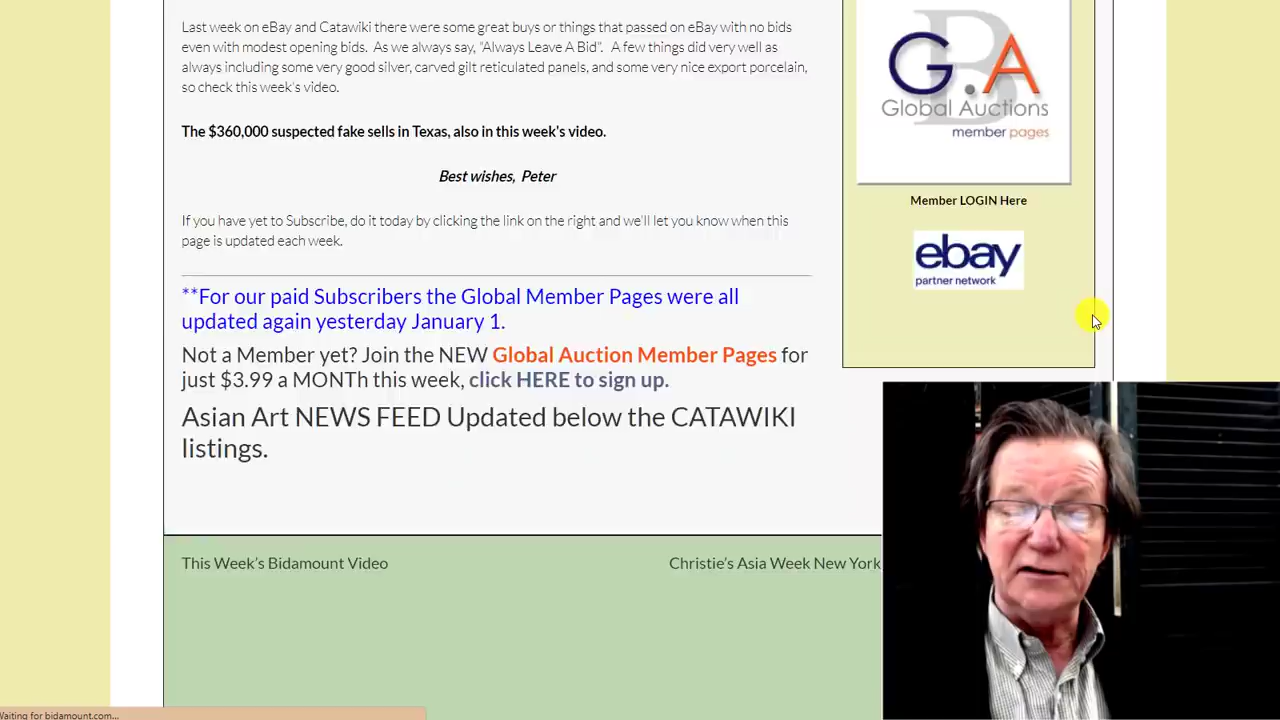 Last week on eBay and Catawiki there were some great buys or things that passed on eBay with no bids
even with modest opening bids.  As we always say, "Always Leave A Bid".   A few things did very well as
always including some very good silver, carved gilt reticulated panels, and some very nice export porcelain,
so check this week's video.
The $360,000 suspected fake sells in Texas, also in this week's video.
Best wishes,  Peter
If you have yet to Subscribe, do it today by clicking the link on the right and we'll let you know when this
page is updated each week.
**For our paid Subscribers the Global Member Pages were all
updated again yesterday January 1.
Not a Member yet? Join the NEW Global Auction Member Pages for
just $3.99 a MONTh this week, click HERE to sign up.
Asian Art NEWS FEED Updated below the CATAWIKI
listings.
This Week's Bidamount Video
Christie's Asia Week New York
B
G.A
Global Auctions
member pages
Member LOGIN Here
ebay
partner network
Waiting for bidamount.com...